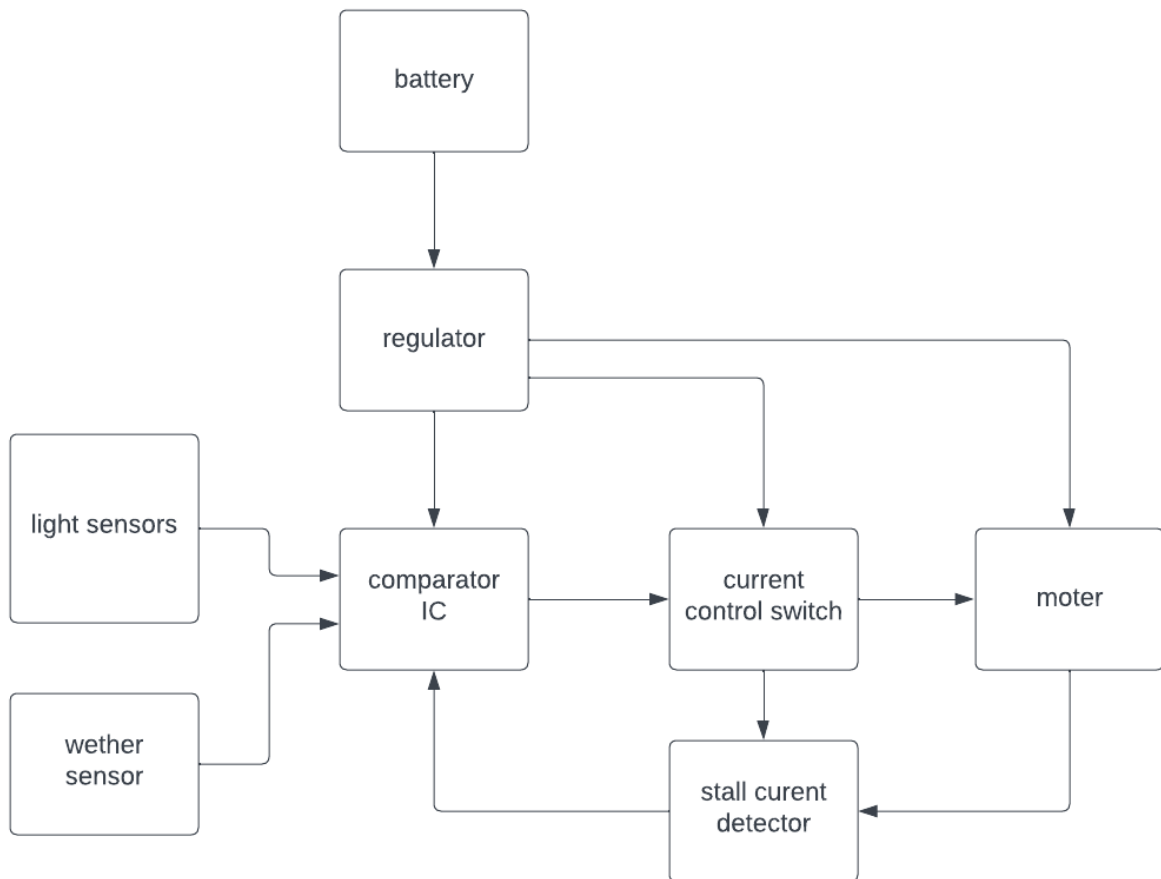 battery
regulator
light sensors
comparator
IC
current
control switch
moter
wether
sensor
stall curent
detector